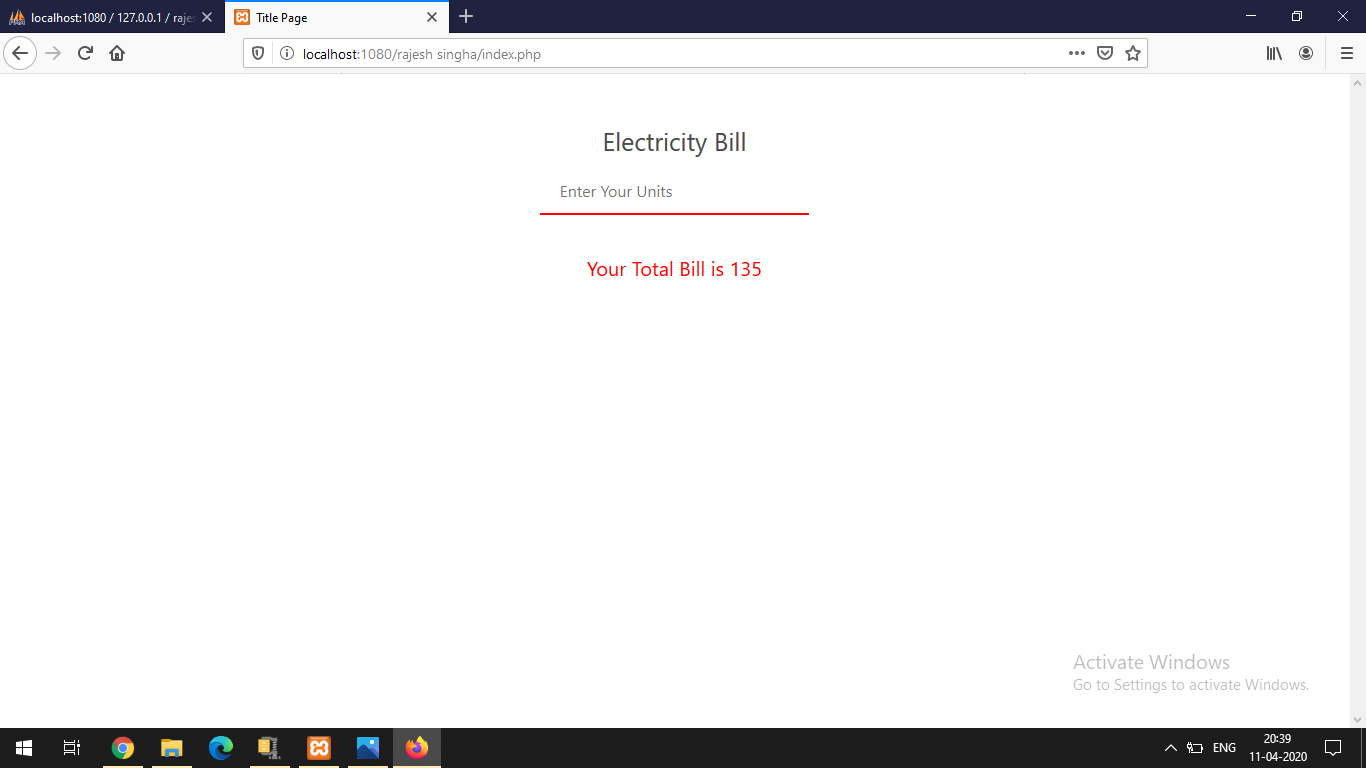 localhost:1080 / 127.0.0.1 / raje
Title Page
localhost:1080/rajesh singha/index.php
Electricity Bill
Enter Your Units
Your Total Bill is 135
Activate Windows
Go to Settings to activate Windows.
ENG
20:39
11-04-2020